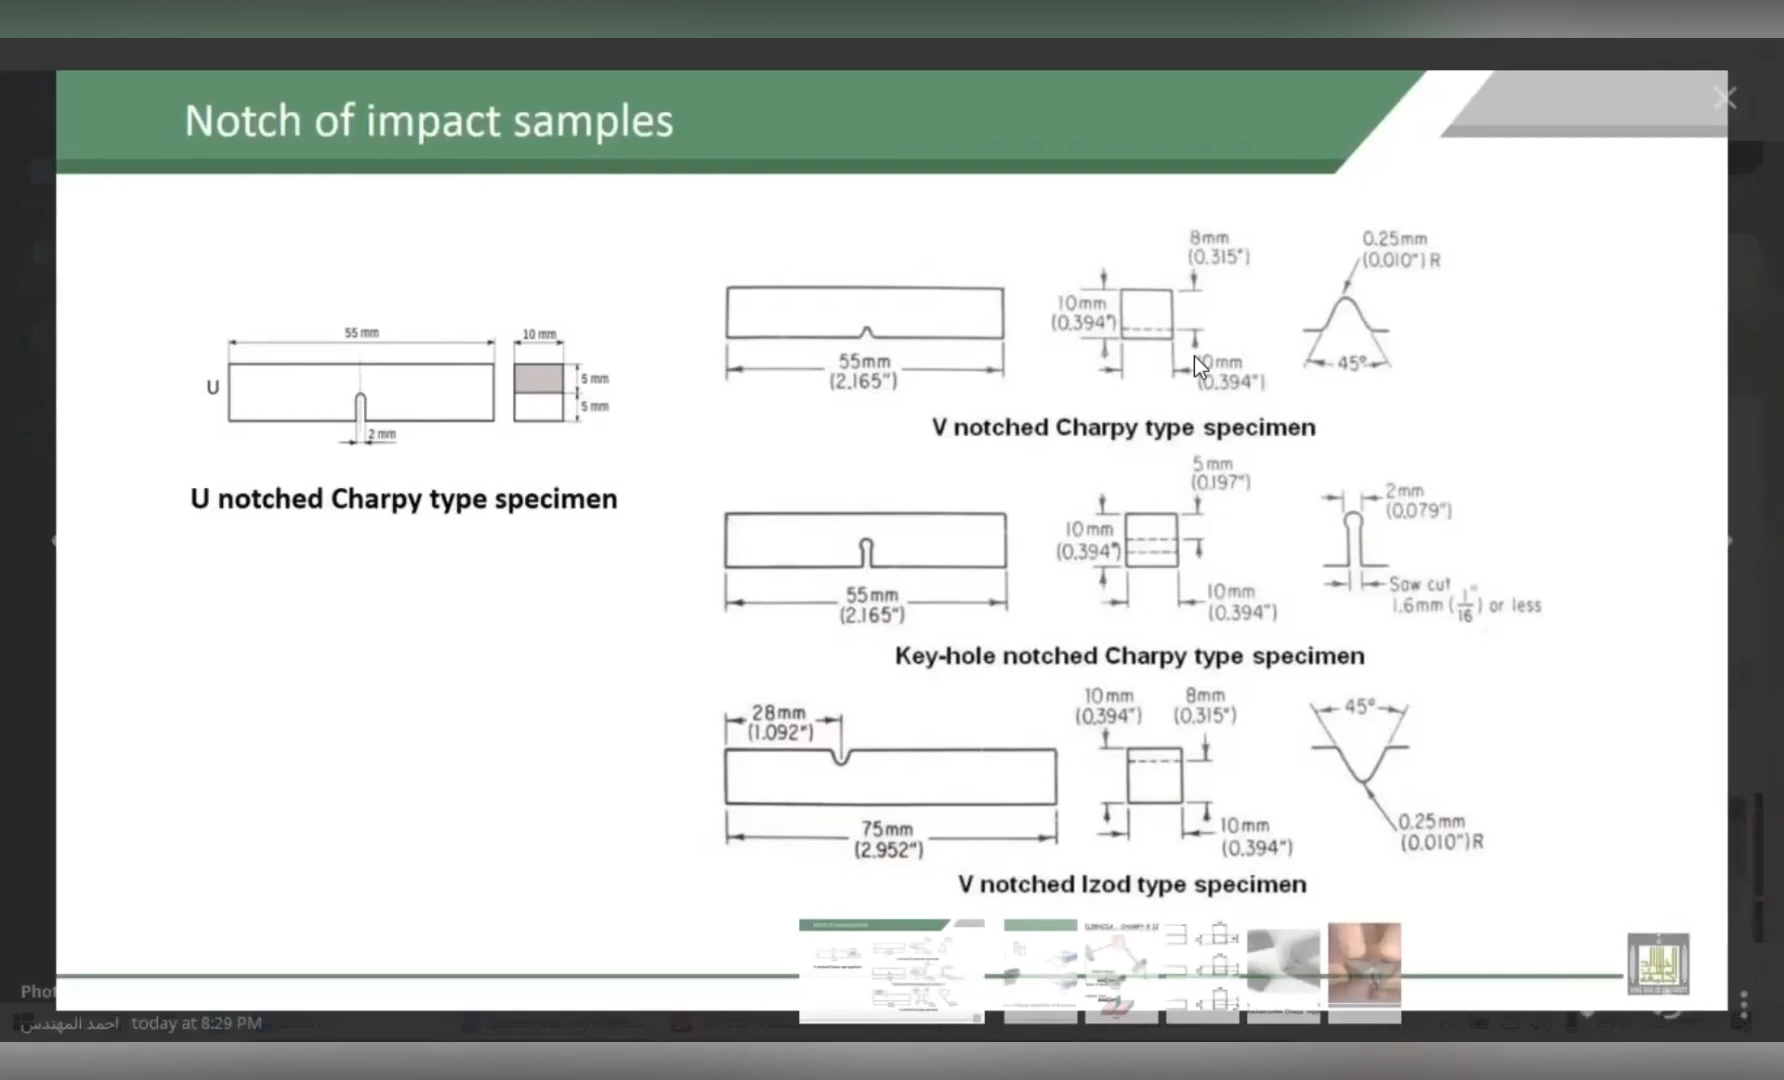 Notch of impact samples
55 mm
10 mm
U
5 mm
5 mm
2 mm
U notched Charpy type specimen
8mm
(0.315")
0.25mm
(0.010") R
10mm
(0.394")
55mm
(2.165")
0mm
(0.394")
45°
V notched Charpy type specimen
5 mm
(0.197")
10mm
(0.394")
2mm
(0.079")
55mm
(2.165")
10mm
(0.394")
Saw cut
1.6mm (1/16") or less
Key-hole notched Charpy type specimen
28mm
(1.092")
10mm
(0.394")
8mm
(0.315")
45°
75mm
(2.952")
10mm
(0.394")
0.25mm
(0.010")R
V notched Izod type specimen
Phot
احمد المهندس today at 8:29 PM